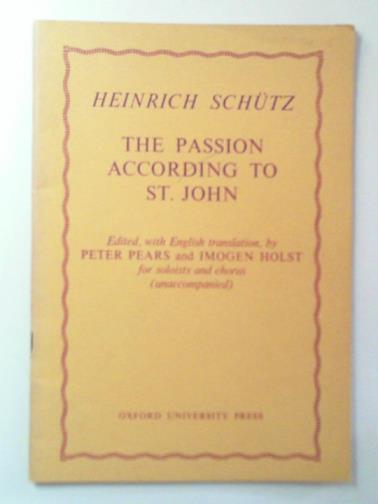 HEINRICH SCHÜTZ
THE PASSION
ACCORDING TO
ST. JOHN
Edited, with English translation, by
PETER PEARS and IMOGEN HOLST
for soloists and chorus
(unaccompanied)
OXFORD UNIVERSITY PRESS